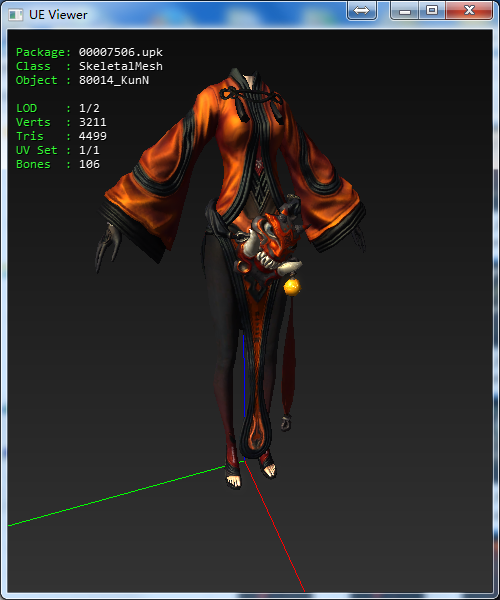 UE Viewer
Package: 00007506.upk
Class : SkeletalMesh
Object : 80014_KunN
LOD : 1/2
Verts : 3211
Tris : 4499
UV Set : 1/1
Bones : 106